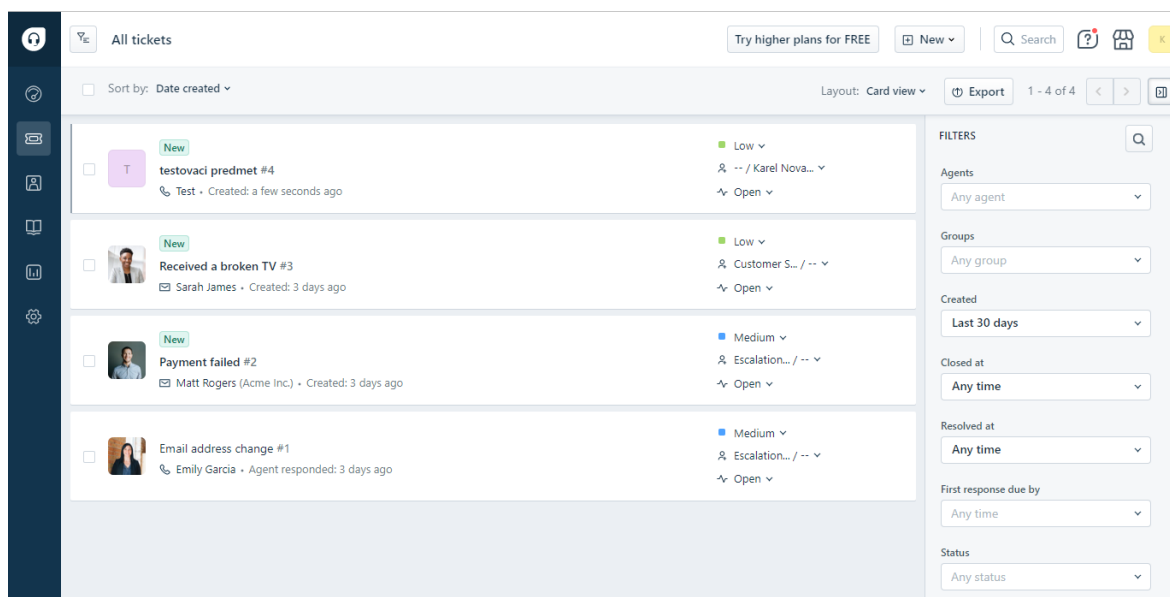 All tickets
Try higher plans for FREE
New
Search
K
Sort by: Date created
Layout: Card view
Export
1 - 4 of 4
T
New
testovaci predmet #4
Test • Created: a few seconds ago
Low
-- / Karel Nova...
Open
New
Received a broken TV #3
Sarah James • Created: 3 days ago
Low
Customer S... / --
Open
New
Payment failed #2
Matt Rogers (Acme Inc.) • Created: 3 days ago
Medium
Escalation... / --
Open
Email address change #1
Emily Garcia • Agent responded: 3 days ago
Medium
Escalation... / --
Open
FILTERS
Agents
Any agent
Groups
Any group
Created
Last 30 days
Closed at
Any time
Resolved at
Any time
First response due by
Any time
Status
Any status